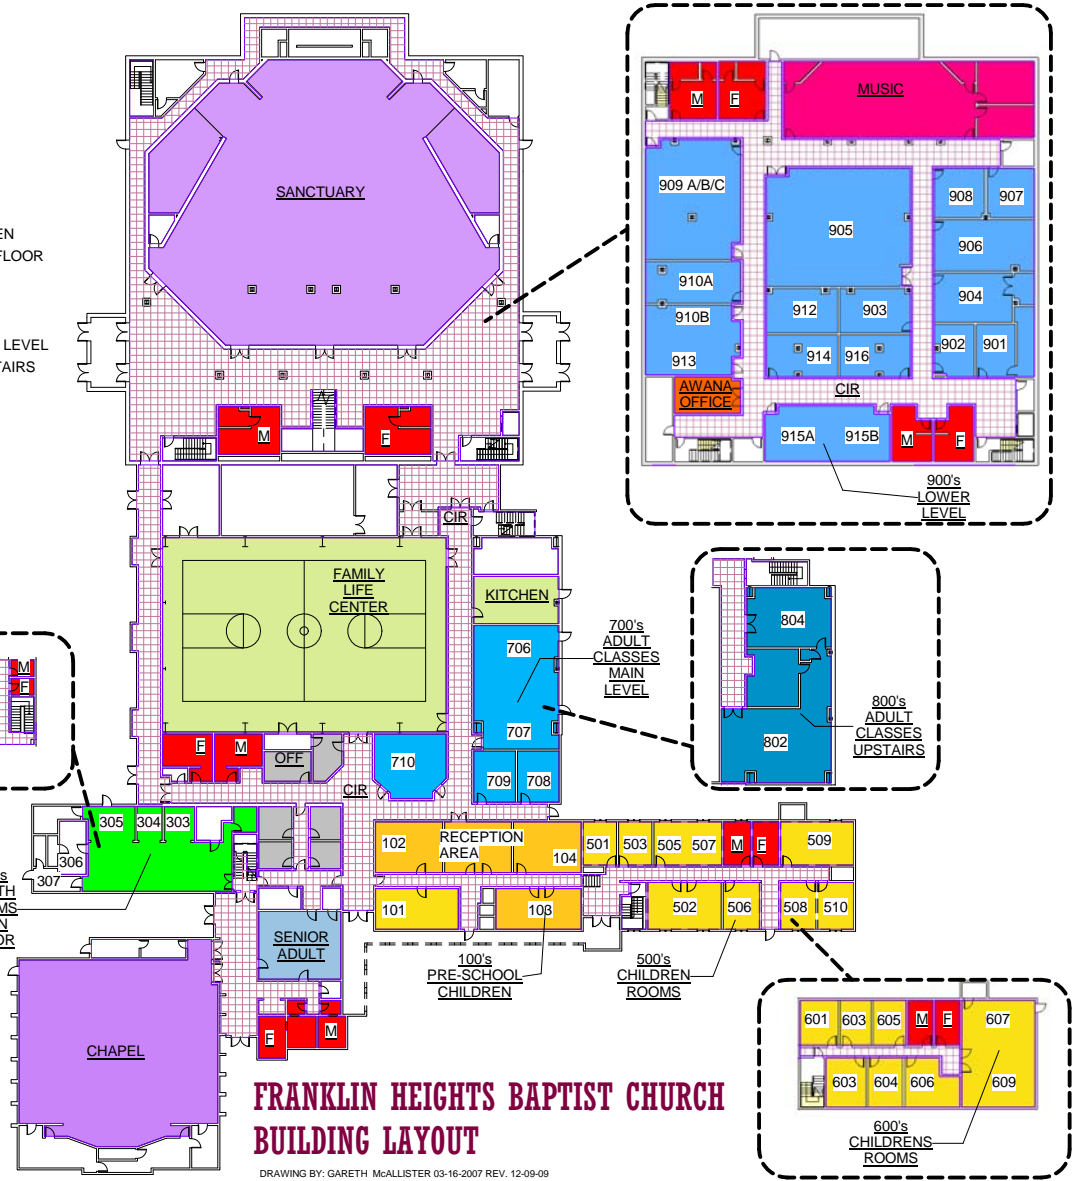 SANCTUARY
EN
FLOOR
LEVEL
TAIRS
M
F
M
F
MUSIC
909 A/B/C
908
907
905
906
910A
904
910B
912
903
902
901
913
914
916
AWANA
OFFICE
CIR
915A
915B
M
F
900's
LOWER
LEVEL
CIR
FAMILY
LIFE
CENTER
KITCHEN
706
707
700's
ADULT
CLASSES
MAIN
LEVEL
804
802
800's
ADULT
CLASSES
UPSTAIRS
M
F
F
M
OFF
710
709
708
CIR
305
304
303
306
307
's
TH
MS
N
OR
102
RECEPTION
AREA
104
501
503
505
507
M
F
509
101
103
502
506
508
510
SENIOR
ADULT
100's
PRE-SCHOOL
CHILDREN
500's
CHILDREN
ROOMS
F
M
CHAPEL
601
603
605
M
F
607
603
604
606
609
600's
CHILDRENS
ROOMS
FRANKLIN HEIGHTS BAPTIST CHURCH
BUILDING LAYOUT
DRAWING BY: GARETH McALLISTER 03-16-2007 REV. 12-09-09